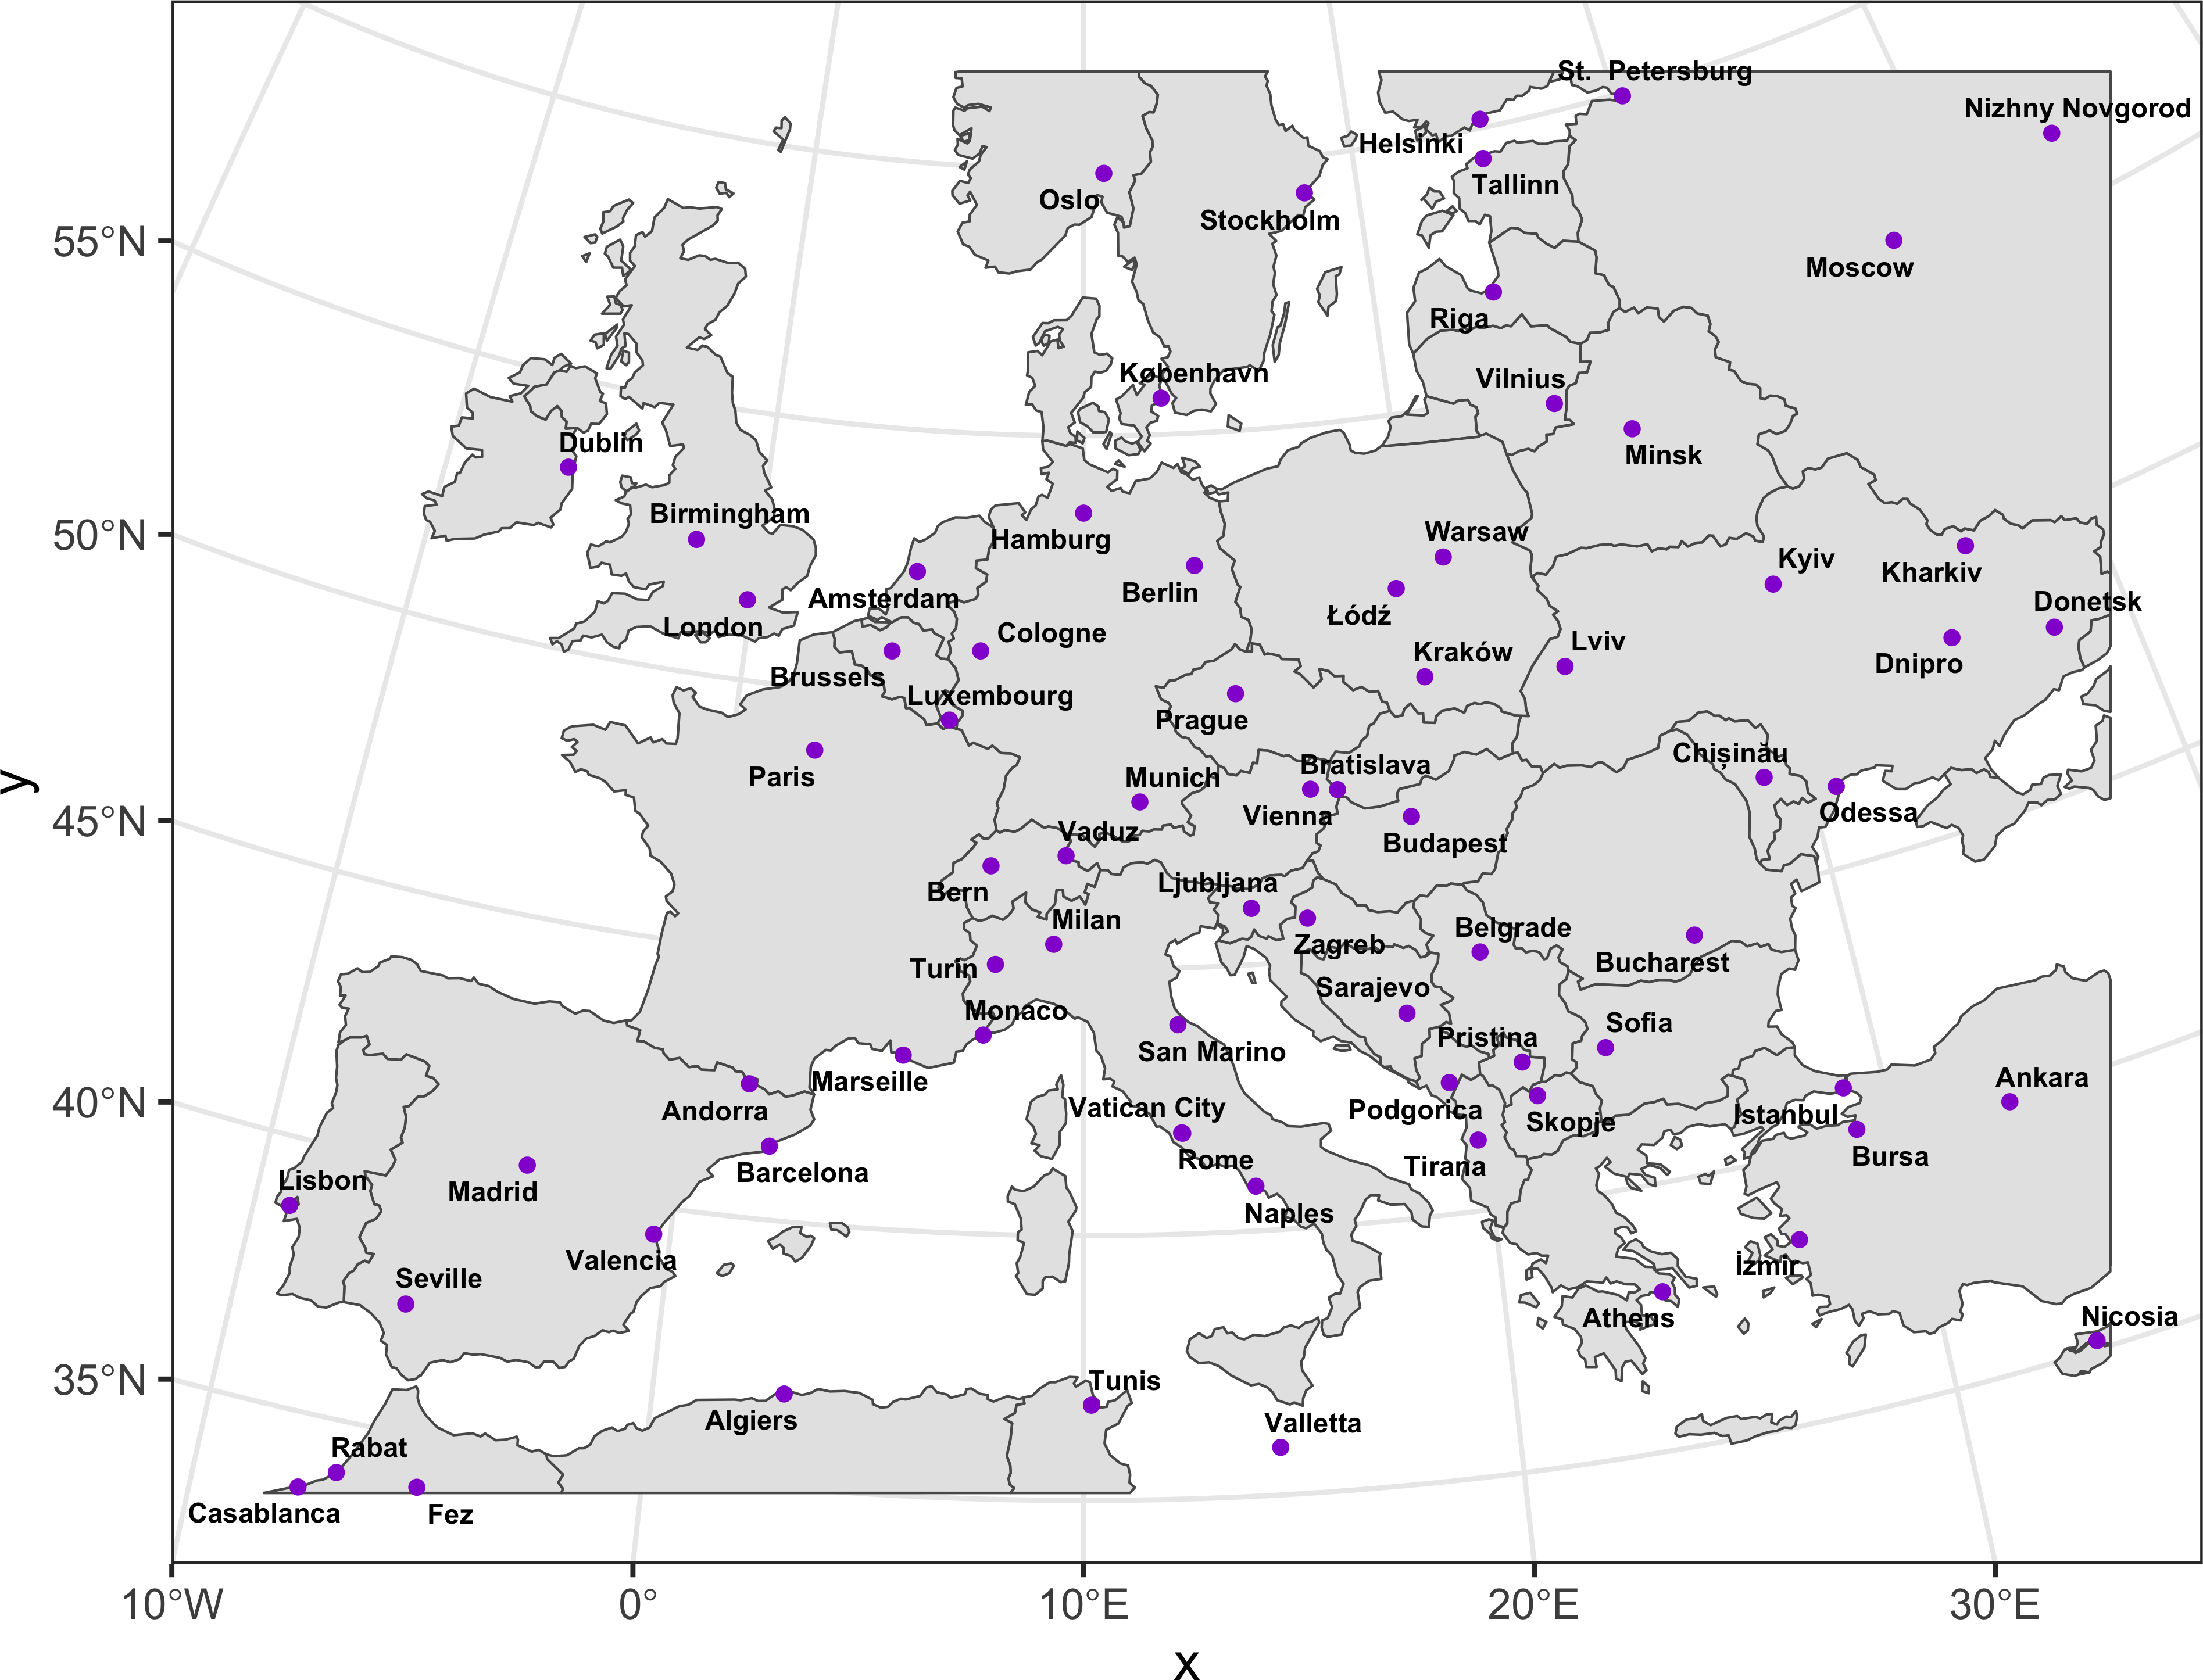 St. Petersburg
Nizhny Novgorod
Helsinki
Tallinn
Oslo
Stockholm
55°N
Moscow
Riga
København
Vilnius
Dublin
Minsk
Birmingham
50°N
Hamburg
Warsaw
Kyiv
Kharkiv
Berlin
Amsterdam
Donetsk
Łódź
London
Cologne
Lviv
Kraków
Dnipro
Brussels
Luxembourg
Prague
Chișinău
Bratislava
Paris
Munich
y
Odessa
Vienna
45°N
Vaduz
Budapest
Ljubljana
Bern
Milan
Belgrade
Zagreb
Bucharest
Turin
Sarajevo
Monaco
Sofia
Pristina
San Marino
Ankara
Marseille
40°N
Vatican City
Andorra
Podgorica
Istanbul
Skopje
Bursa
Rome
Tirana
Barcelona
Lisbon
Madrid
Naples
Valencia
İzmir
Seville
Nicosia
Athens
35°N
Tunis
Algiers
Valletta
Rabat
Casablanca
Fez
10°W
0°
10°E
20°E
30°E
x